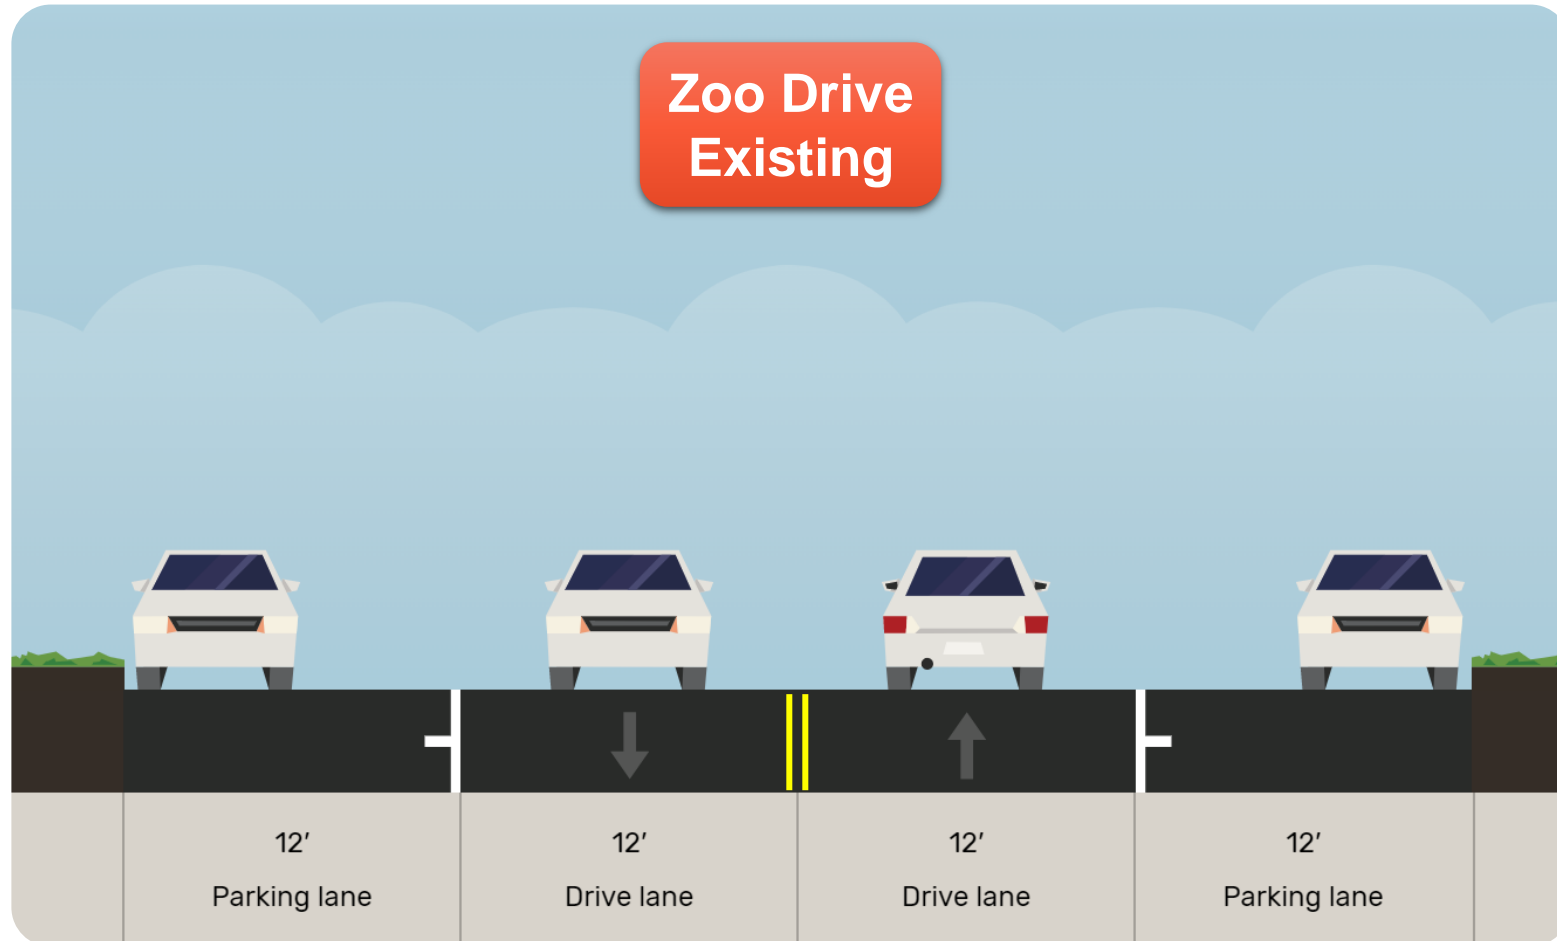 Zoo Drive
Existing
12′ 12′ 12′ 12′
Parking lane Drive lane Drive lane Parking lane